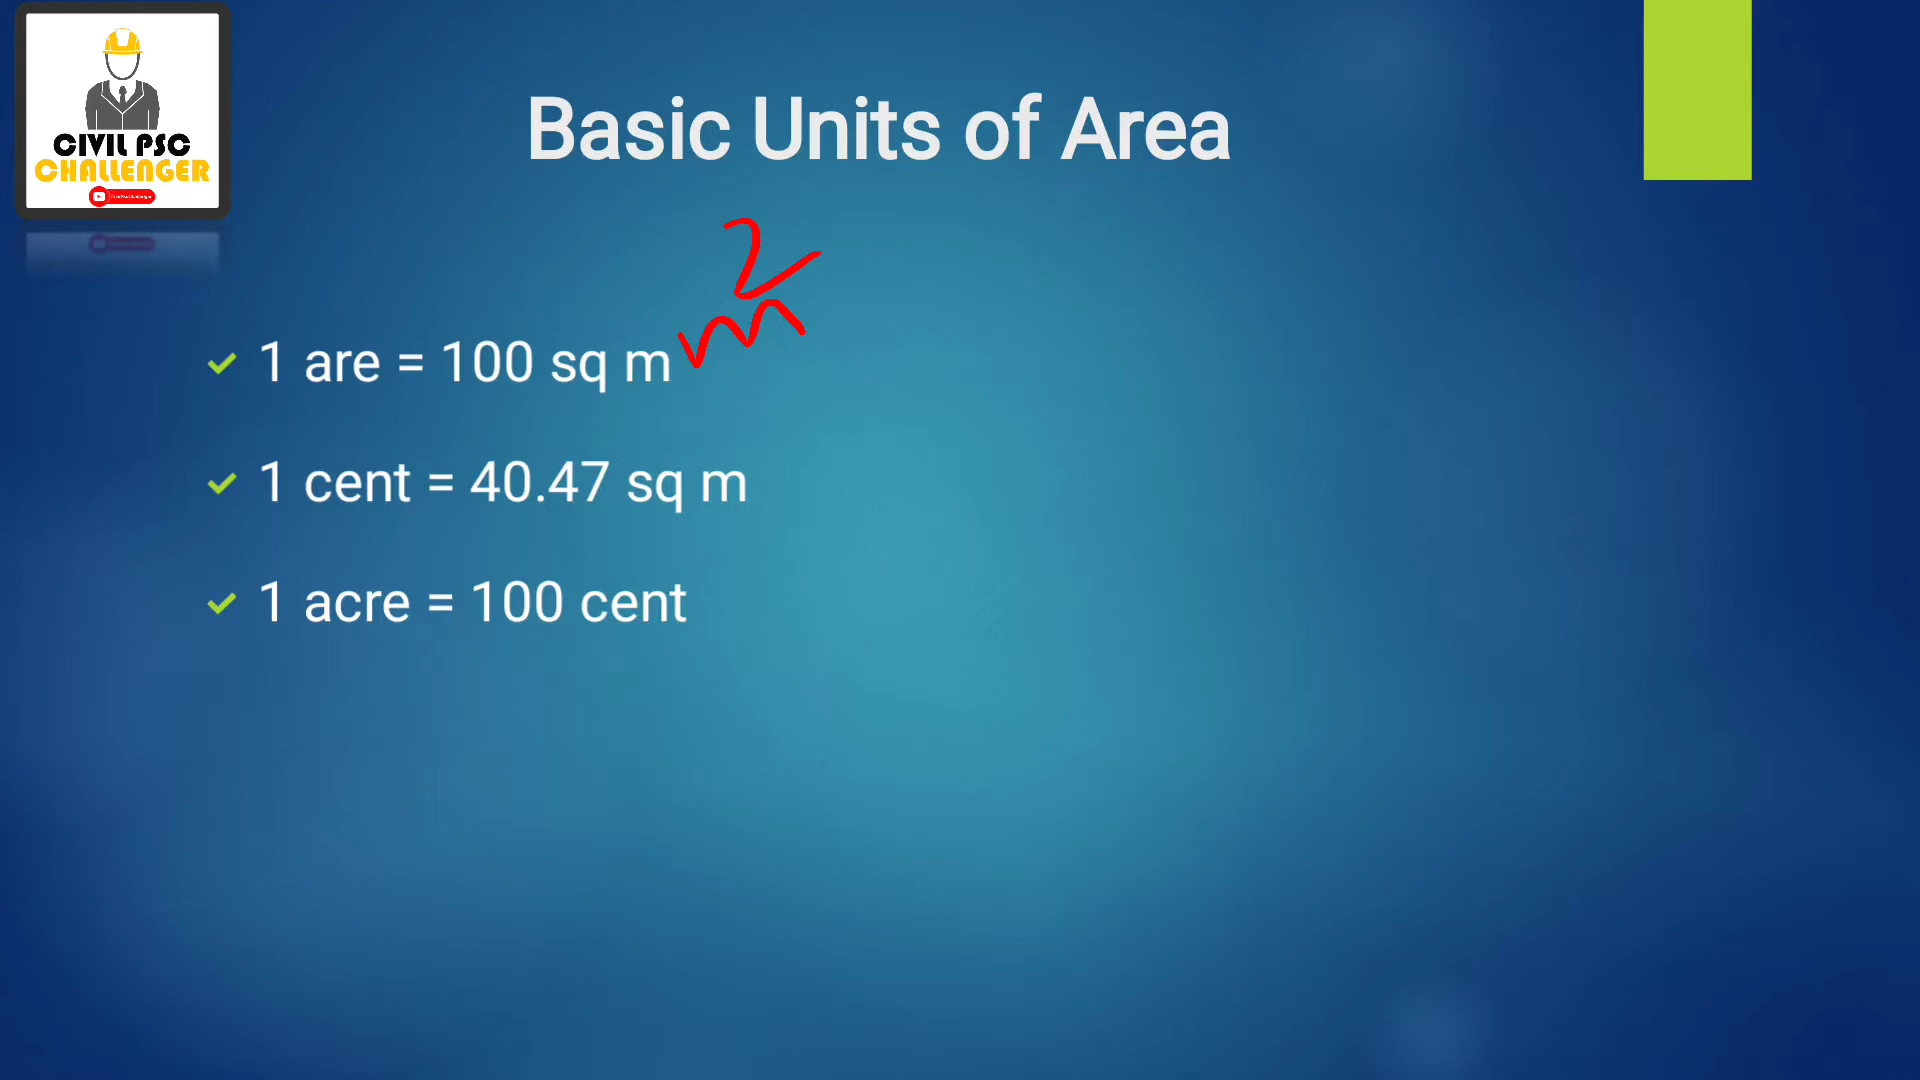 CIVIL PSC
CHALLENGER
Basic Units of Area
2
m
1 are = 100 sq m
1 cent = 40.47 sq m
1 acre = 100 cent